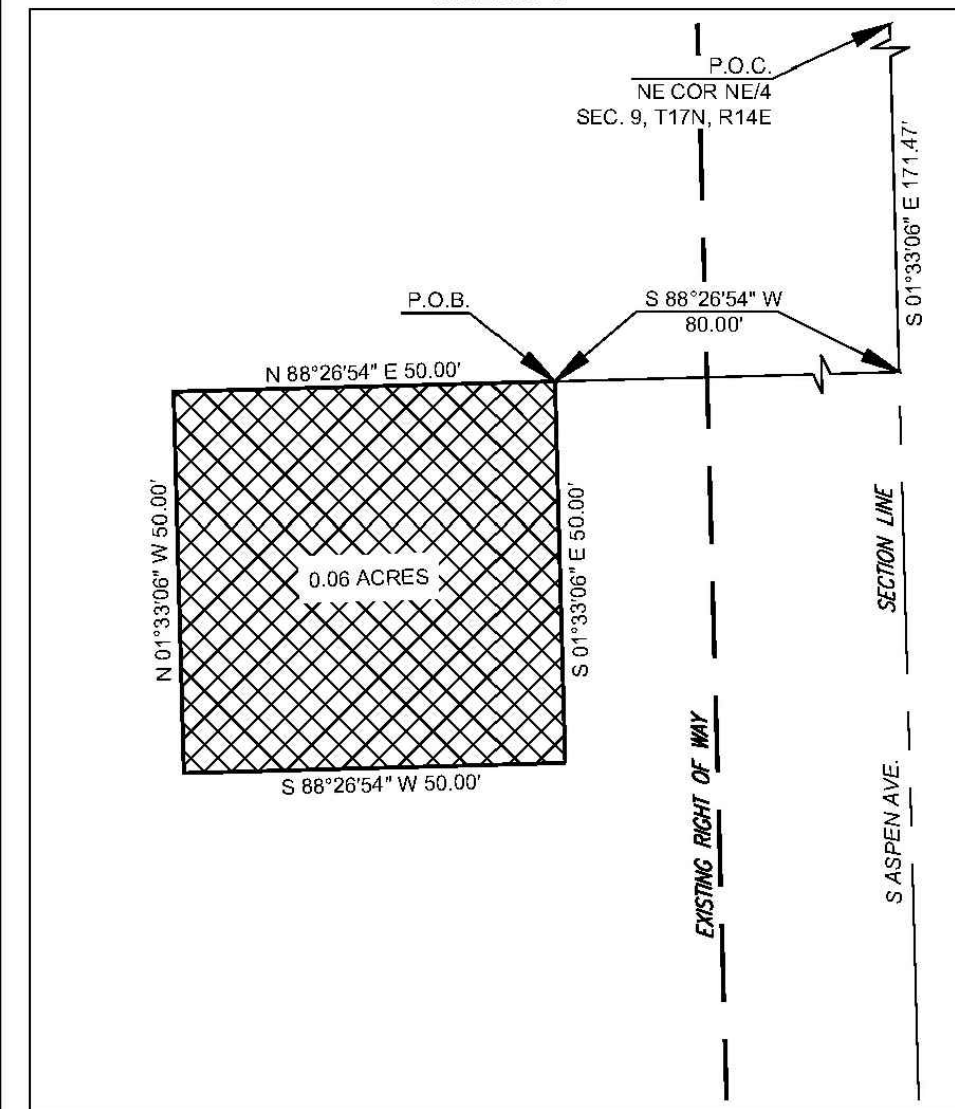 P.O.C.
NE COR NE/4
SEC. 9, T17N, R14E
S 01°33'06" E 171.47'
P.O.B.
S 88°26'54" W
80.00'
N 88°26'54" E 50.00'
N 01°33'06" W 50.00'
0.06 ACRES
S 01°33'06" E 50.00'
S 88°26'54" W 50.00'
SECTION LINE
EXISTING RIGHT OF WAY
S ASPEN AVE.